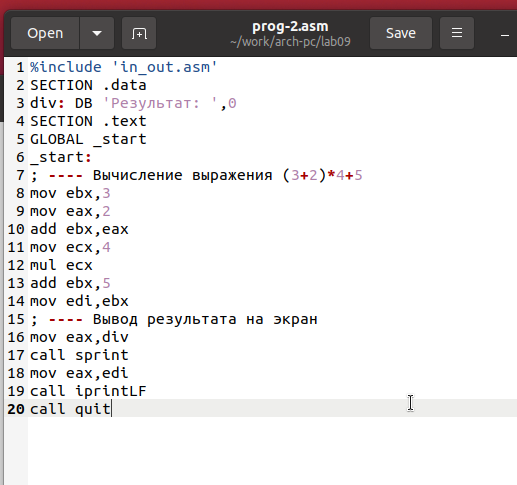 Open
prog-2.asm
~/work/arch-pc/lab09
Save
1 %include 'in_out.asm'
2 SECTION .data
3 div: DB 'Результат: ',0
4 SECTION .text
5 GLOBAL _start
6 _start:
7 ; ---- Вычисление выражения (3+2)*4+5
8 mov ebx,3
9 mov eax,2
10 add ebx,eax
11 mov ecx,4
12 mul ecx
13 add ebx,5
14 mov edi,ebx
15 ; ---- Вывод результата на экран
16 mov eax,div
17 call sprint
18 mov eax,edi
19 call iprintLF
20 call quit